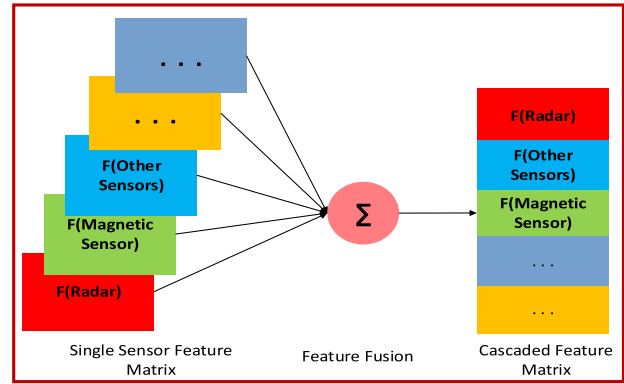 . . .
. . .
F(Other
Sensors)
F(Magnetic
Sensor)
F(Radar)
Σ
F(Radar)
F(Other
Sensors)
F(Magnetic
Sensor)
. . .
. . .
Single Sensor Feature
Matrix
Feature Fusion
Cascaded Feature
Matrix